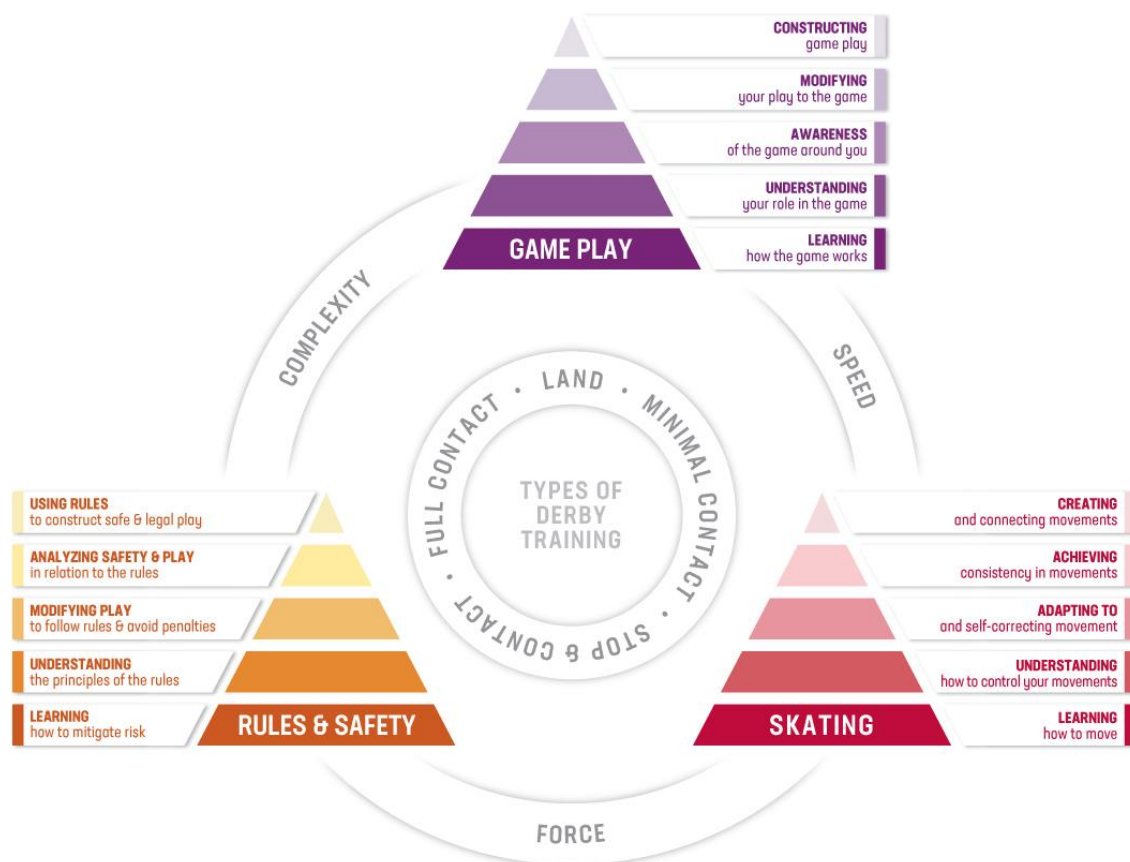 CONSTRUCTING
game play
MODIFYING
your play to the game
AWARENESS
of the game around you
UNDERSTANDING
your role in the game
LEARNING
how the game works
GAME PLAY
COMPLEXITY
SPEED
FORCE
FULL CONTACT · LAND · MINIMAL CONTACT · STOP & CONTACT ·
TYPES OF
DERBY
TRAINING
USING RULES
to construct safe & legal play
ANALYZING SAFETY & PLAY
in relation to the rules
MODIFYING PLAY
to follow rules & avoid penalties
UNDERSTANDING
the principles of the rules
LEARNING
how to mitigate risk
RULES & SAFETY
CREATING
and connecting movements
ACHIEVING
consistency in movements
ADAPTING TO
and self-correcting movement
UNDERSTANDING
how to control your movements
LEARNING
how to move
SKATING